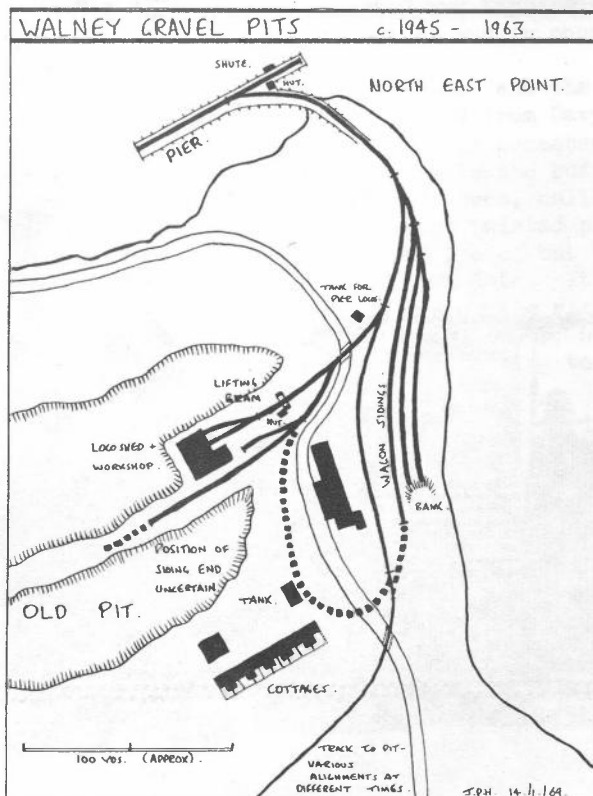 WALNEY GRAVEL PITS c. 1945 - 1963.
SHUTE.
HUT.
NORTH EAST POINT.
PIER.
TANK FOR
PIER LOCO.
LIFTING
BEAM
HUT.
LOCO SHED +
WORKSHOP.
WAGON SIDINGS
BANK.
POSITION OF
SIDING END
UNCERTAIN
OLD PIT.
TANK.
COTTAGES.
100 YDS. (APPROX).
TRACK TO PIT -
VARIOUS
ALIGNMENTS AT
DIFFERENT TIMES.
J.P.H. 14/1/69.